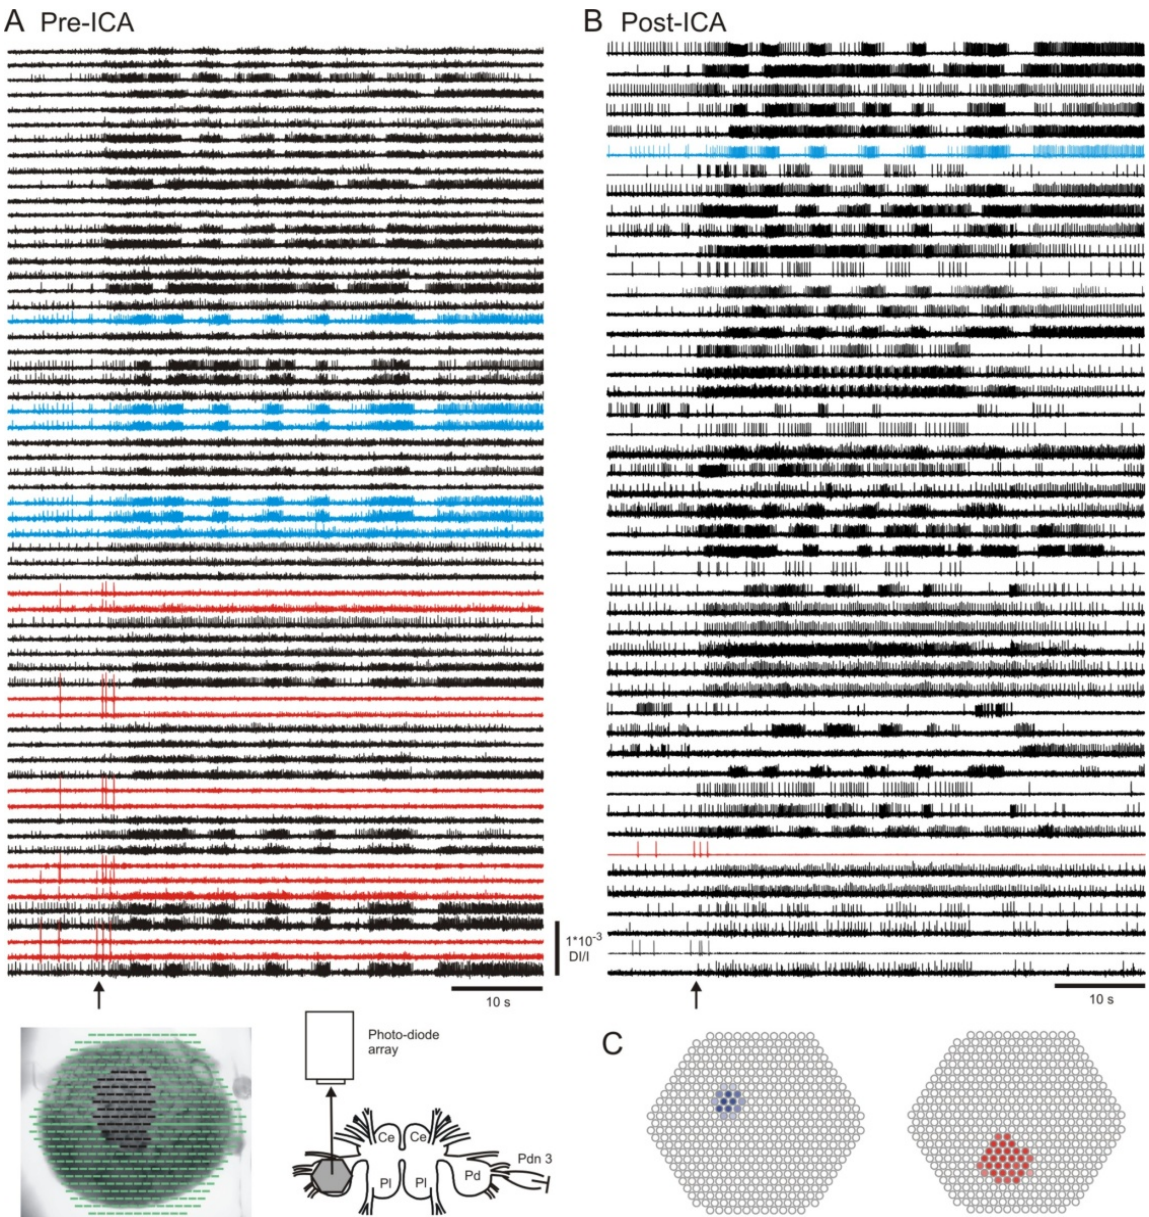 A Pre-ICA
B Post-ICA
1*10⁻³
DI/I
10 s
10 s
Photo-diode
array
C
Ce
Ce
Pdn 3
Pl
Pl
Pd